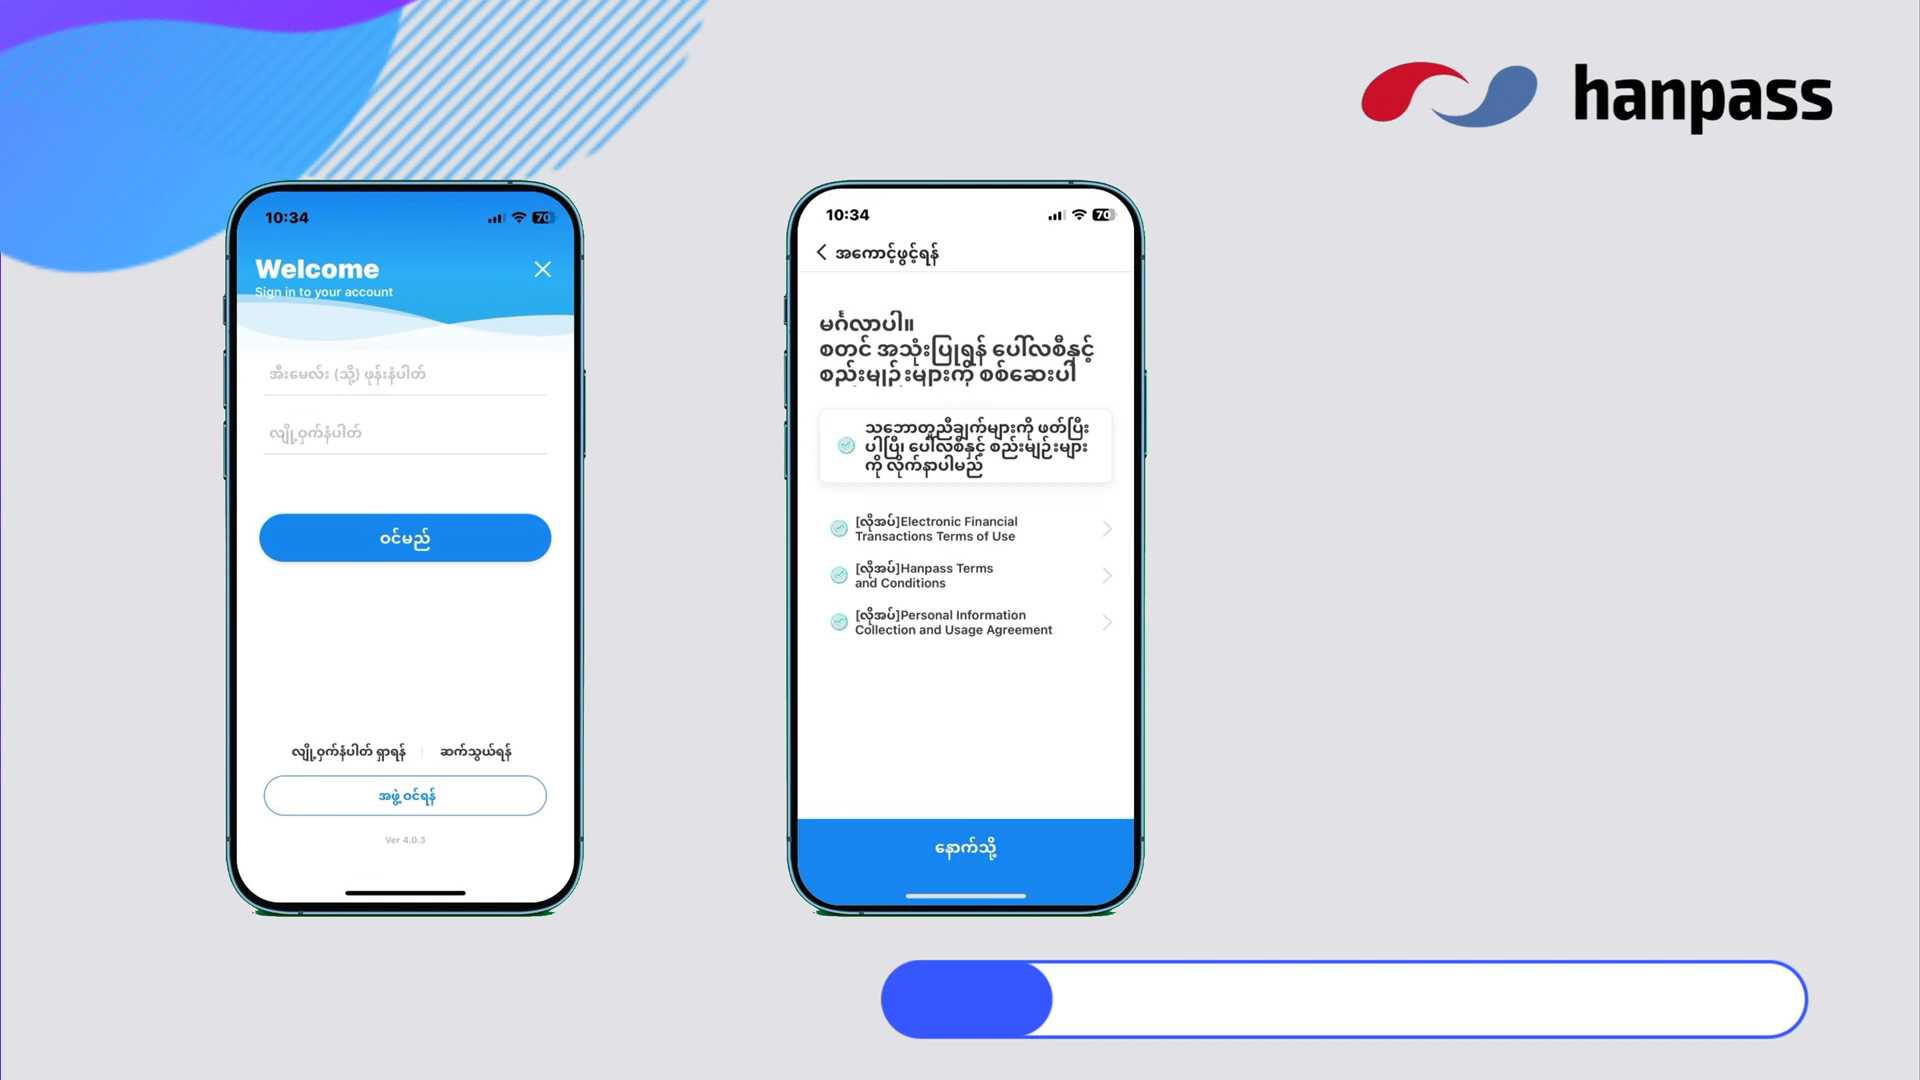 hanpass
10:34
70
Welcome
Sign in to your account
အီးမေလ်း (သို့) ဖုန်းနံပါတ်
လျို့ဝှက်နံပါတ်
ဝင်မည်
လျို့ဝှက်နံပါတ် ရှာရန်
ဆက်သွယ်ရန်
အဖွဲ့ ဝင်ရန်
Ver 4.0.3
10:34
70
အကောင့်ဖွင့်ရန်
မင်္ဂလာပါ။
စတင် အသုံးပြုရန် ပေါ်လစီနှင့်
စည်းမျဉ်းများကို စစ်ဆေးပါ
သဘောတူညီချက်များကို ဖတ်ပြီး
ပါပြီ၊ ပေါ်လစီနှင့် စည်းမျဉ်းများ
ကို လိုက်နာပါမည်
[လိုအပ်]Electronic Financial
Transactions Terms of Use
[လိုအပ်]Hanpass Terms
and Conditions
[လိုအပ်]Personal Information
Collection and Usage Agreement
နောက်သို့